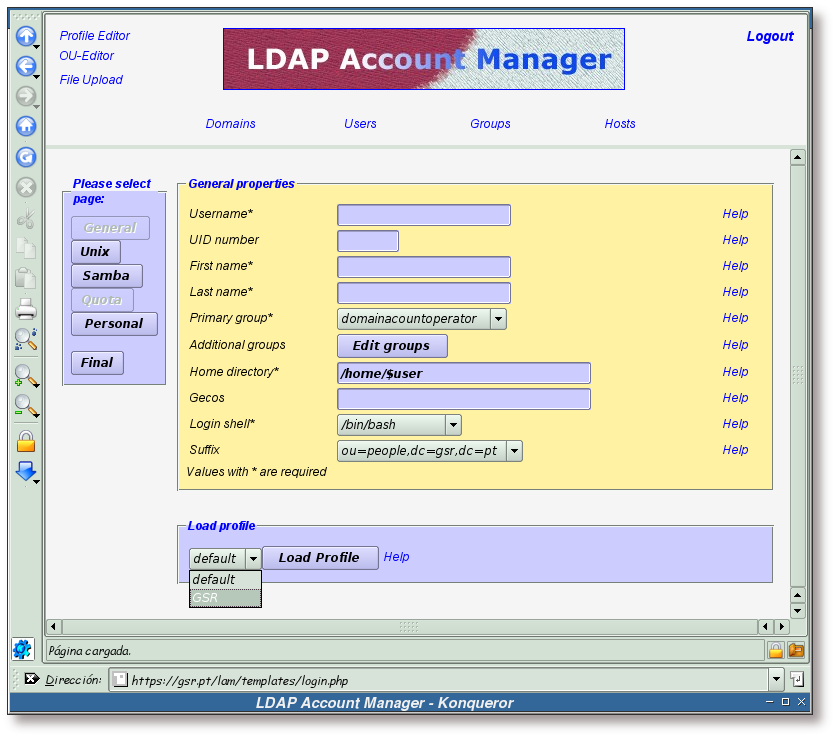 Profile Editor
OU-Editor
File Upload
LDAP Account Manager
Logout
Domains Users Groups Hosts
Please select
page:
General
Unix
Samba
Quota
Personal
Final
General properties
Username* Help
UID number Help
First name* Help
Last name* Help
Primary group* domainacountoperator Help
Additional groups Edit groups Help
Home directory* /home/$user Help
Gecos Help
Login shell* /bin/bash Help
Suffix ou=people,dc=gsr,dc=pt Help
Values with * are required
Load profile
default Load Profile Help
default
GSR
Página cargada.
Dirección: https://gsr.pt/lam/templates/login.php
LDAP Account Manager - Konqueror